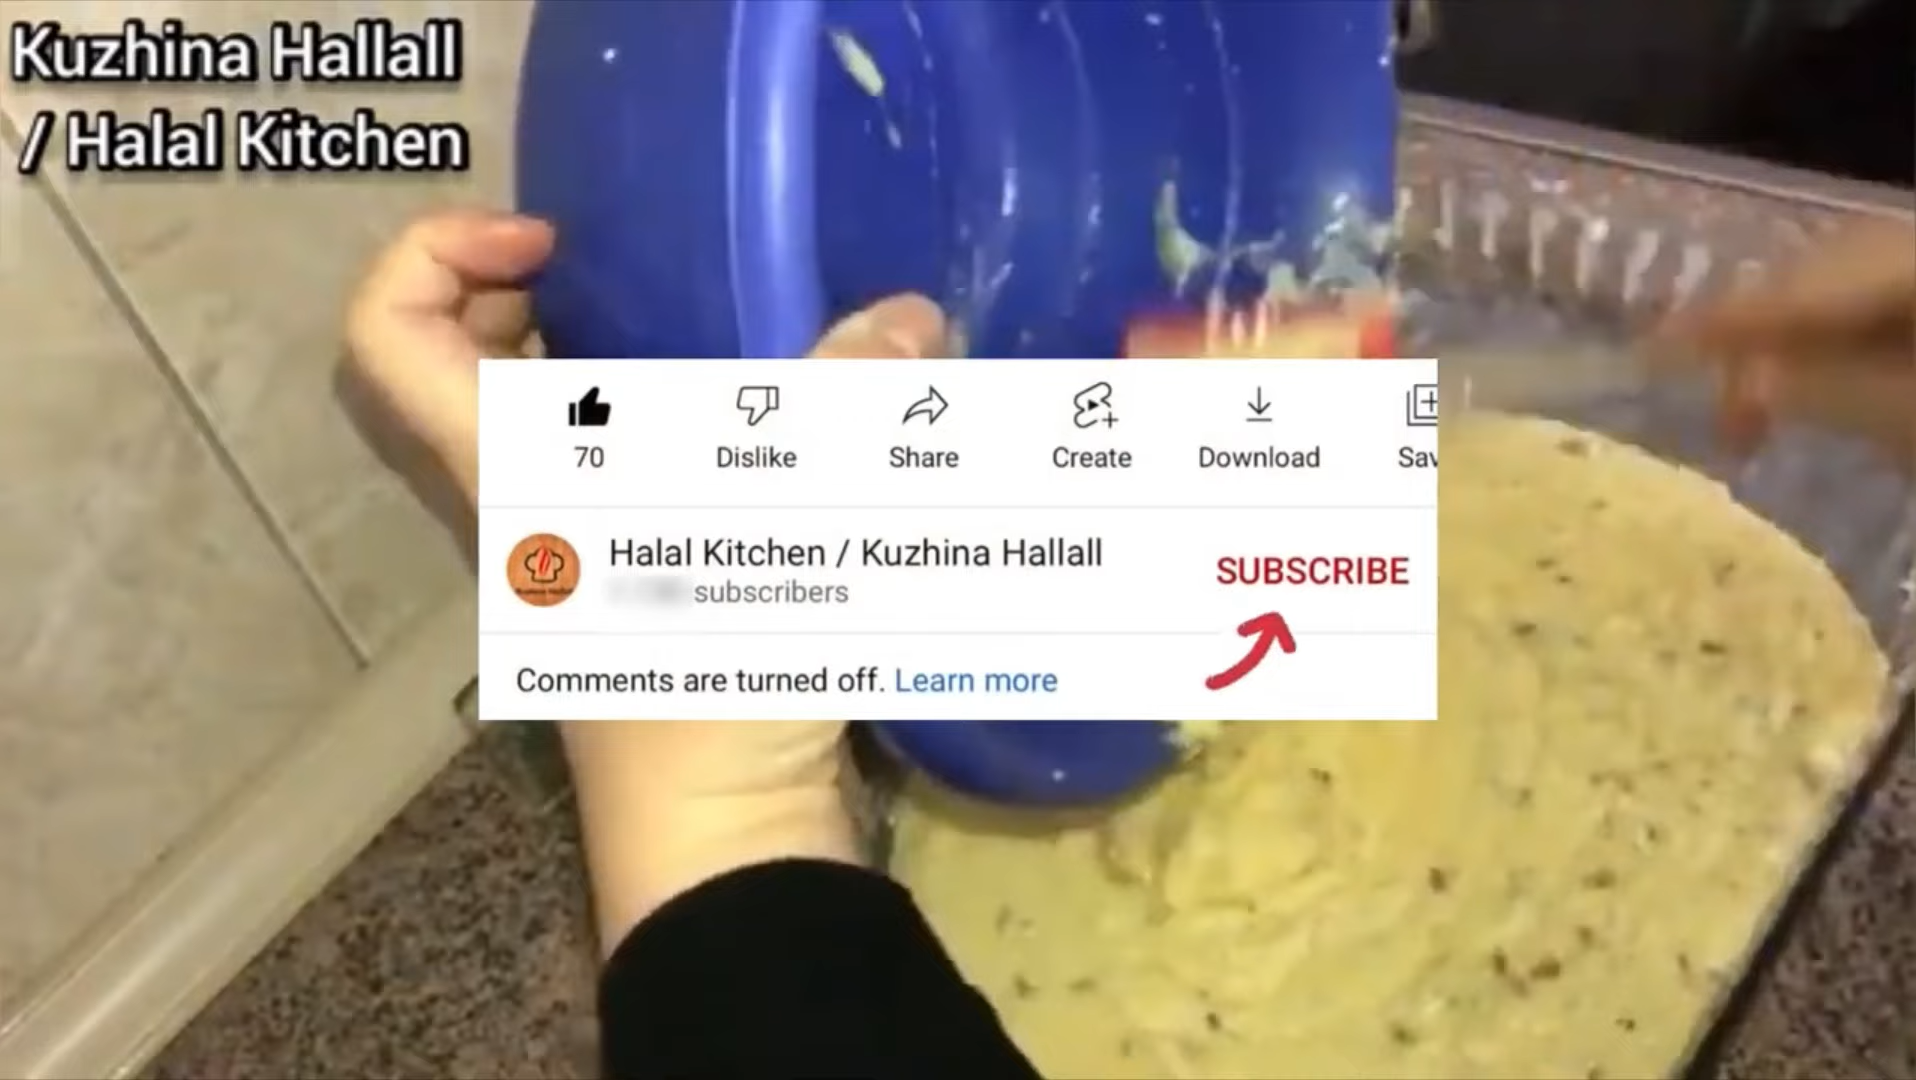 Kuzhina Hallall
/ Halal Kitchen
70
Dislike
Share
Create
Download
Sav
Halal Kitchen / Kuzhina Hallall
subscribers
SUBSCRIBE
Comments are turned off. Learn more